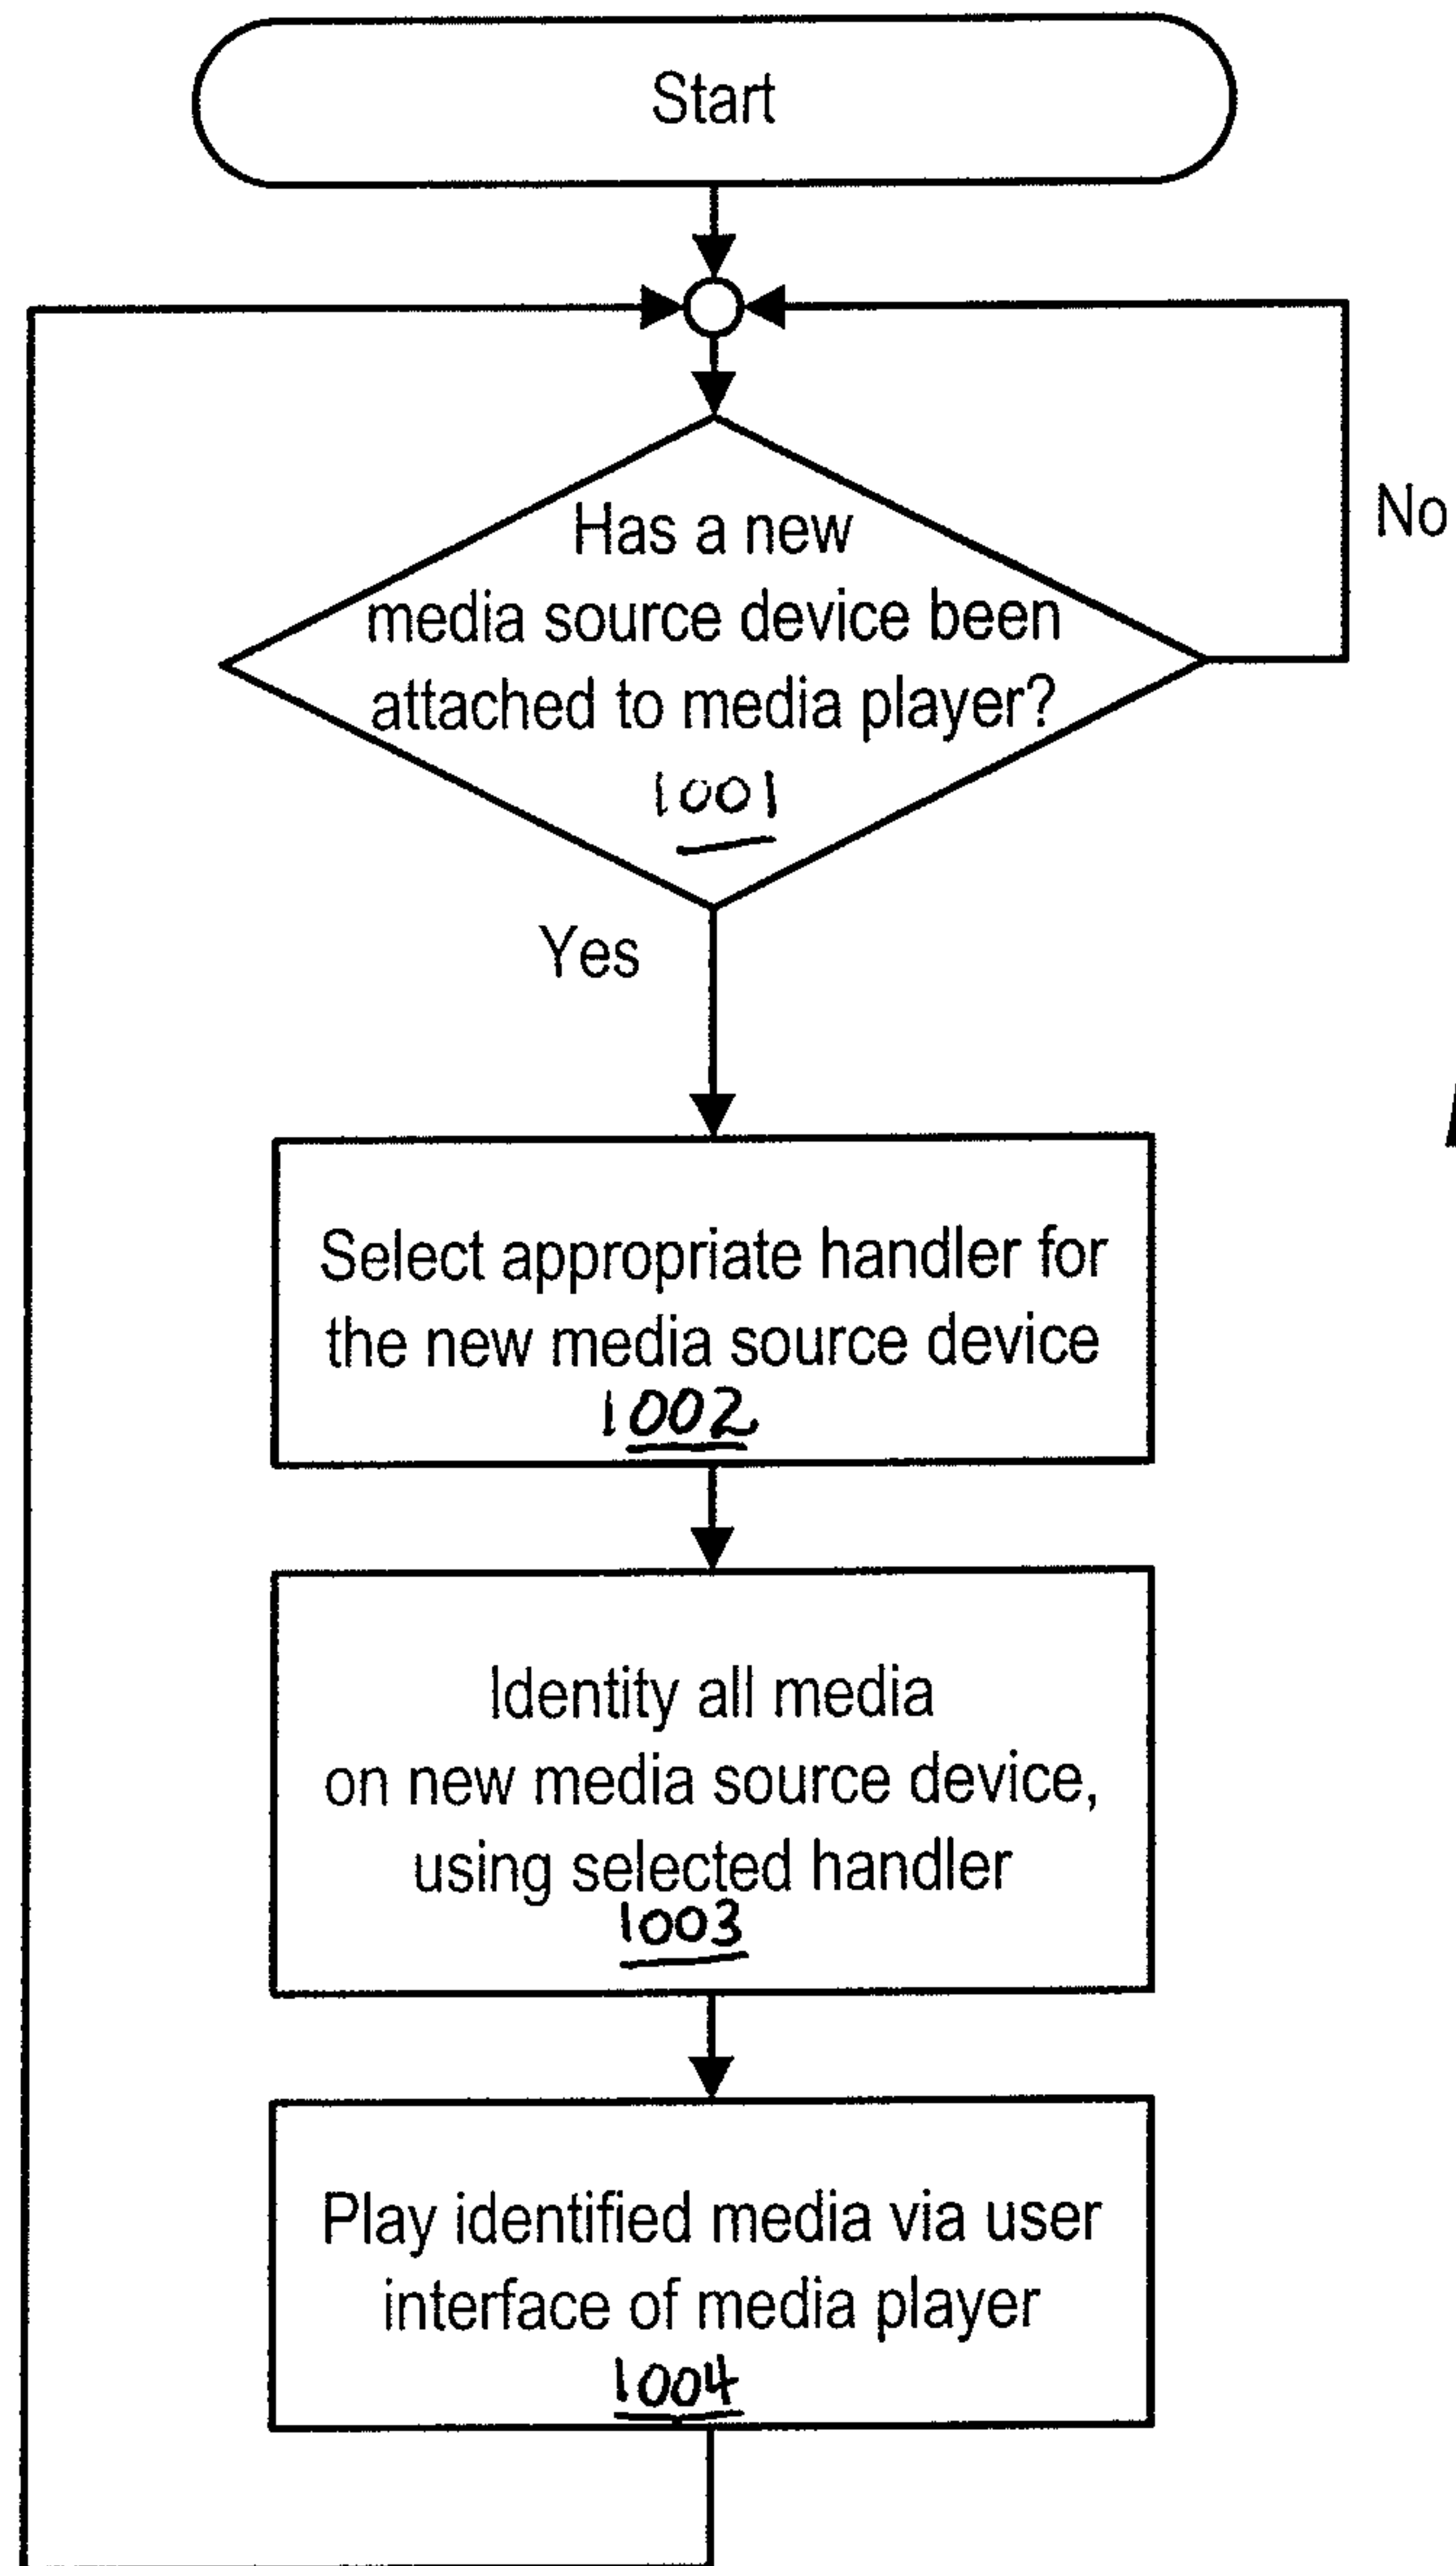 Start
Has a new
media source device been
attached to media player?
1001
No
Yes
Select appropriate handler for
the new media source device
1002
Identity all media
on new media source device,
using selected handler
1003
Play identified media via user
interface of media player
1004